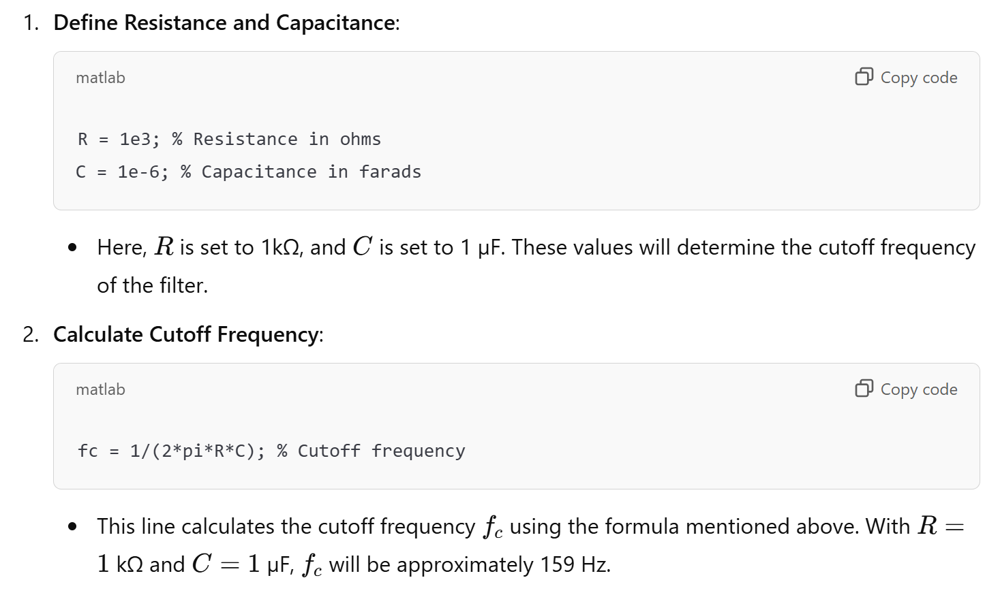 1. Define Resistance and Capacitance:
matlab
Copy code
R = 1e3; % Resistance in ohms
C = 1e-6; % Capacitance in farads
• Here, R is set to 1kΩ, and C is set to 1 µF. These values will determine the cutoff frequency
of the filter.
2. Calculate Cutoff Frequency:
matlab
Copy code
fc = 1/(2*pi*R*C); % Cutoff frequency
• This line calculates the cutoff frequency f_c using the formula mentioned above. With R =
1 kΩ and C = 1 µF, f_c will be approximately 159 Hz.